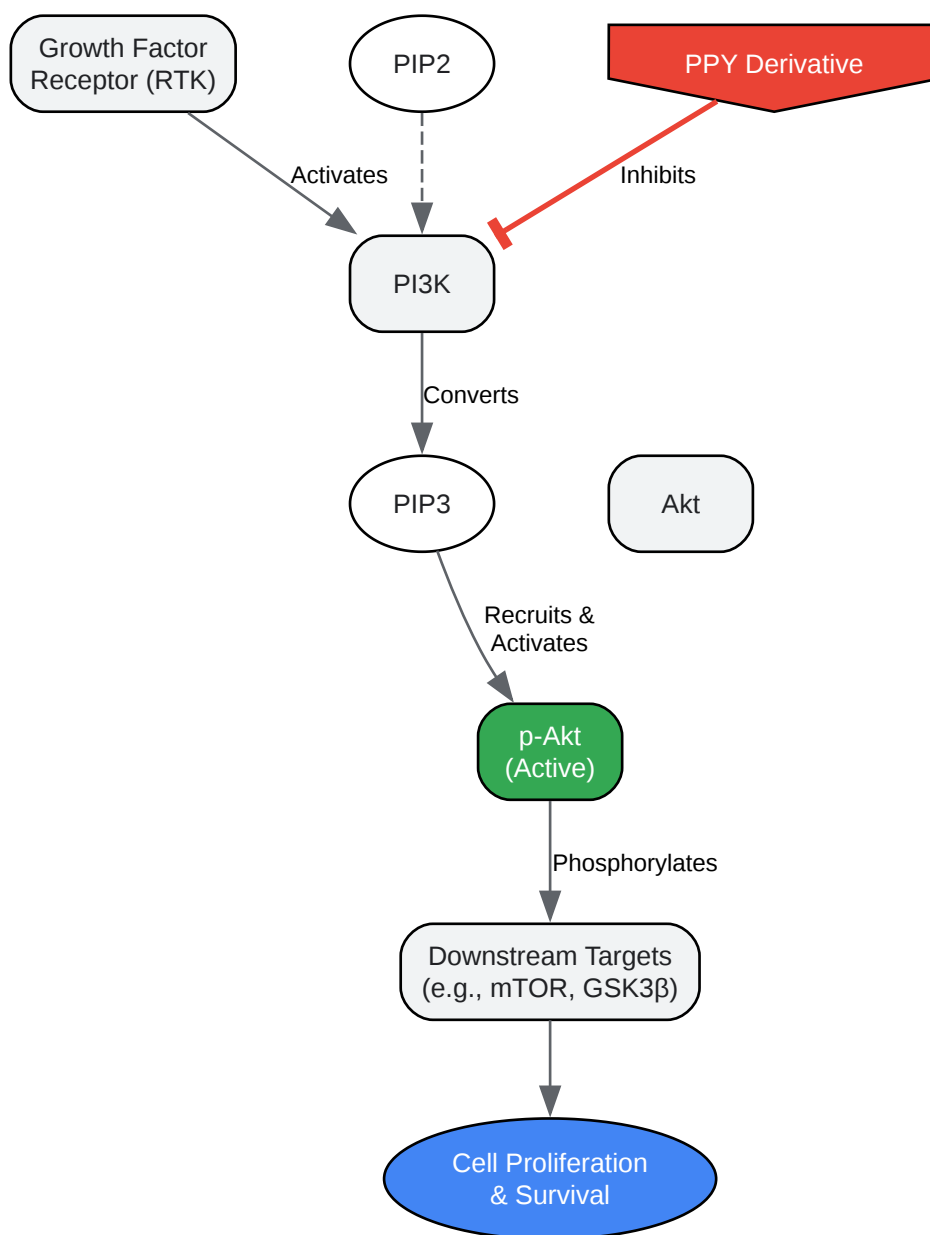 Growth Factor
Receptor (RTK)
PIP2
PPY Derivative
Activates
Inhibits
PI3K
Converts
PIP3
Akt
Recruits &
Activates
p-Akt
(Active)
Phosphorylates
Downstream Targets
(e.g., mTOR, GSK3β)
Cell Proliferation
& Survival